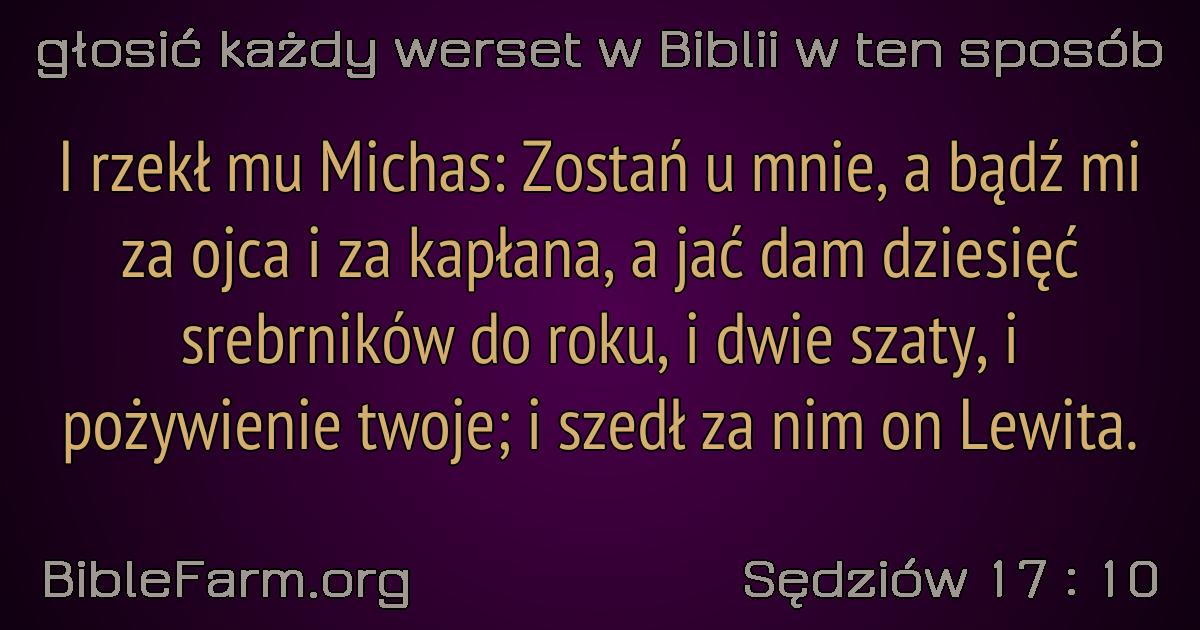 głosić każdy werset w Biblii w ten sposób
I rzekł mu Michas: Zostań u mnie, a bądź mi
za ojca i za kapłana, a jać dam dziesięć
srebrników do roku, i dwie szaty, i
pożywienie twoje; i szedł za nim on Lewita.
BibleFarm.org
Sędziów 17 : 10